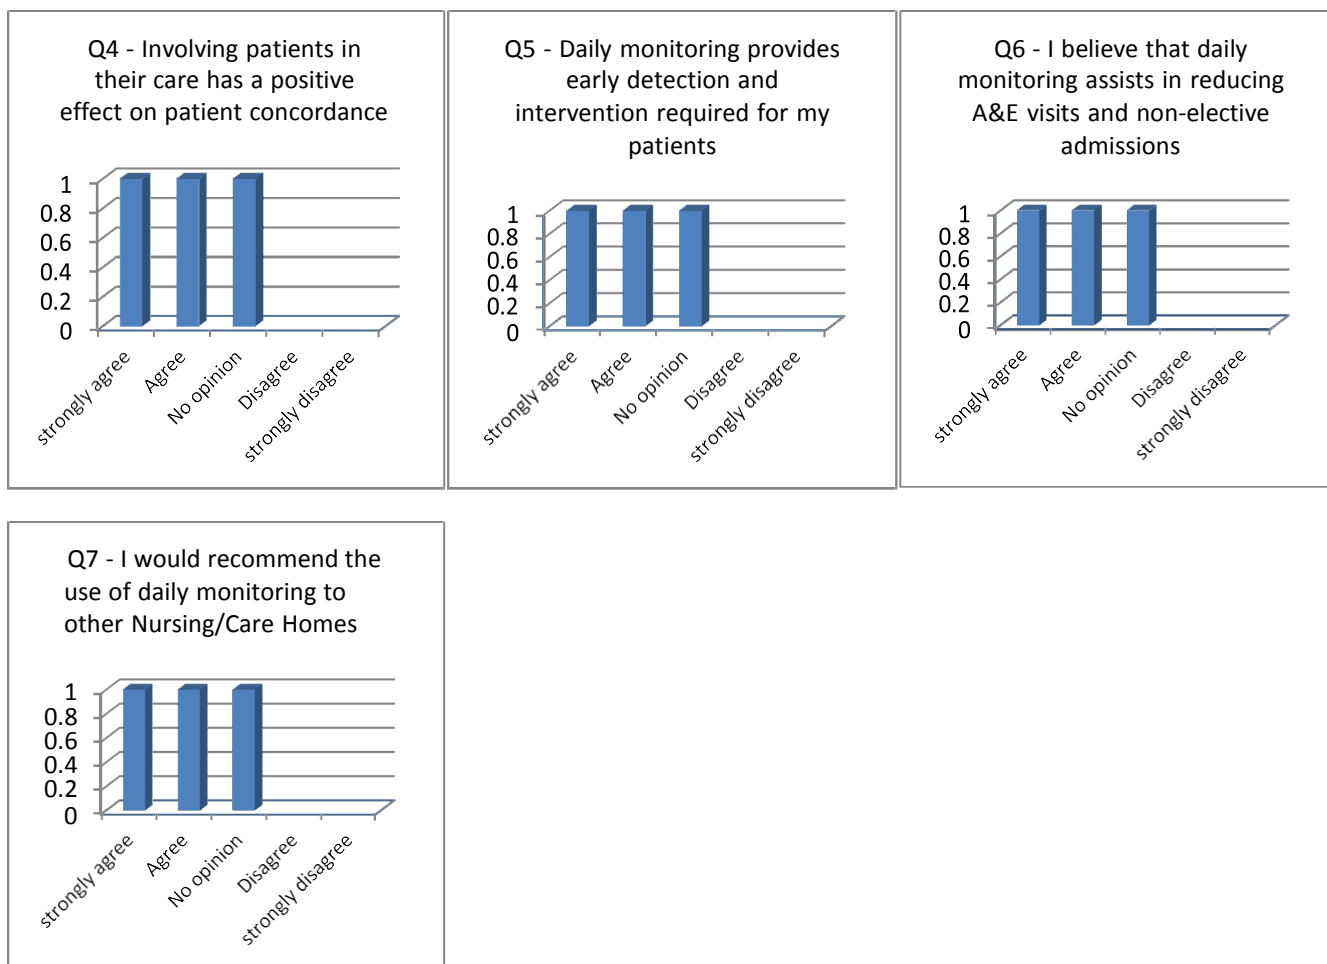 Q4 - Involving patients in
their care has a positive
effect on patient concordance
1
0.8
0.6
0.4
0.2
0
strongly agree
Agree
No opinion
Disagree
strongly disagree
Q5 - Daily monitoring provides
early detection and
intervention required for my
patients
1
0.8
0.6
0.4
0.2
0
strongly agree
Agree
No opinion
Disagree
strongly disagree
Q6 - I believe that daily
monitoring assists in reducing
A&E visits and non-elective
admissions
1
0.8
0.6
0.4
0.2
0
strongly agree
Agree
No opinion
Disagree
strongly disagree
Q7 - I would recommend the
use of daily monitoring to
other Nursing/Care Homes
1
0.8
0.6
0.4
0.2
0
strongly agree
Agree
No opinion
Disagree
strongly disagree